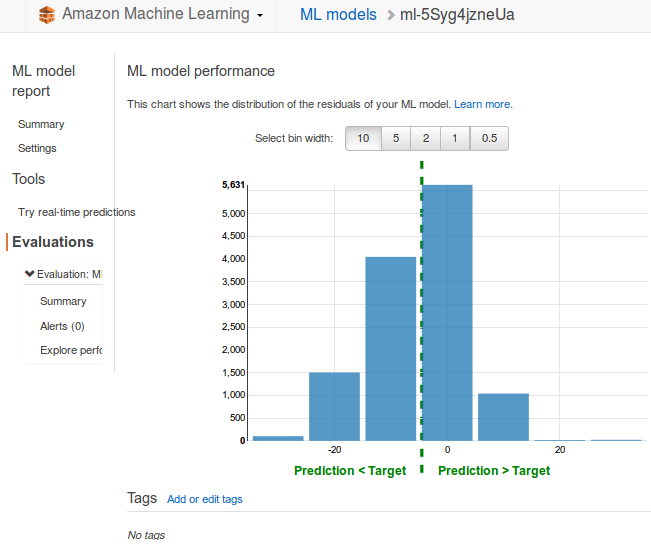 Amazon Machine Learning
ML models > ml-5Syg4jzneUa
ML model
report
Summary
Settings
Tools
Try real-time predictions
Evaluations
Evaluation: Ml
Summary
Alerts (0)
Explore perfo
ML model performance
This chart shows the distribution of the residuals of your ML model. Learn more.
Select bin width: 10 5 2 1 0.5
5,631
5,000
4,500
4,000
3,500
3,000
2,500
2,000
1,500
1,000
500
0
-20 0 20
Prediction < Target Prediction > Target
Tags Add or edit tags
No tags